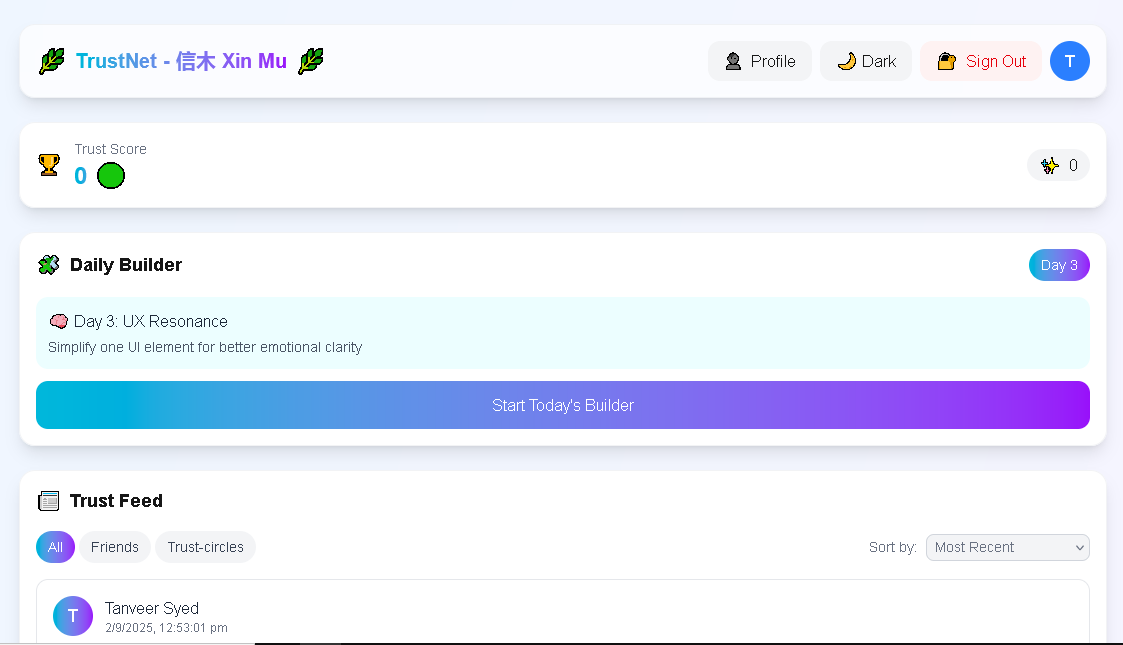 TrustNet - 信木 Xin Mu
Profile
Dark
Sign Out
T
Trust Score
0
0
Daily Builder
Day 3
Day 3: UX Resonance
Simplify one UI element for better emotional clarity
Start Today's Builder
Trust Feed
All
Friends
Trust-circles
Sort by:
Most Recent
T
Tanveer Syed
2/9/2025, 12:53:01 pm